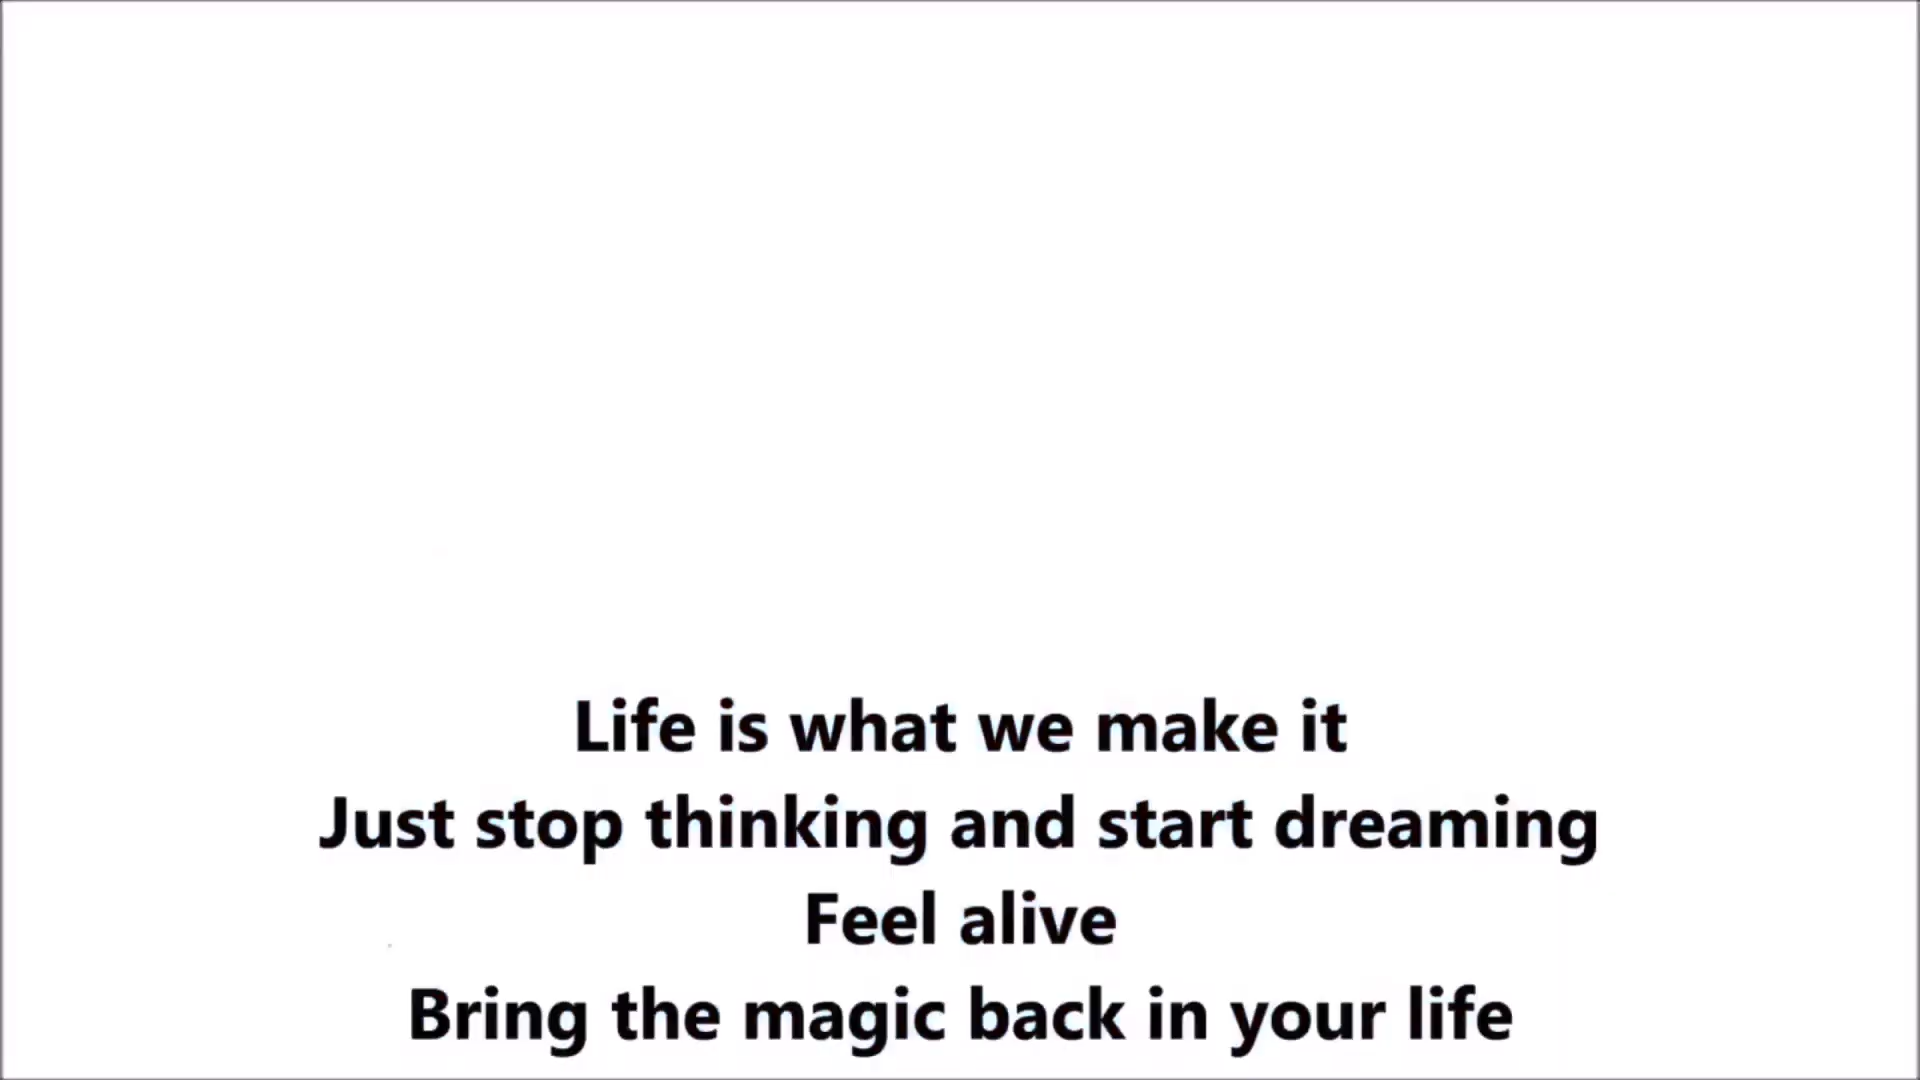 Life is what we make it
Just stop thinking and start dreaming
Feel alive
Bring the magic back in your life